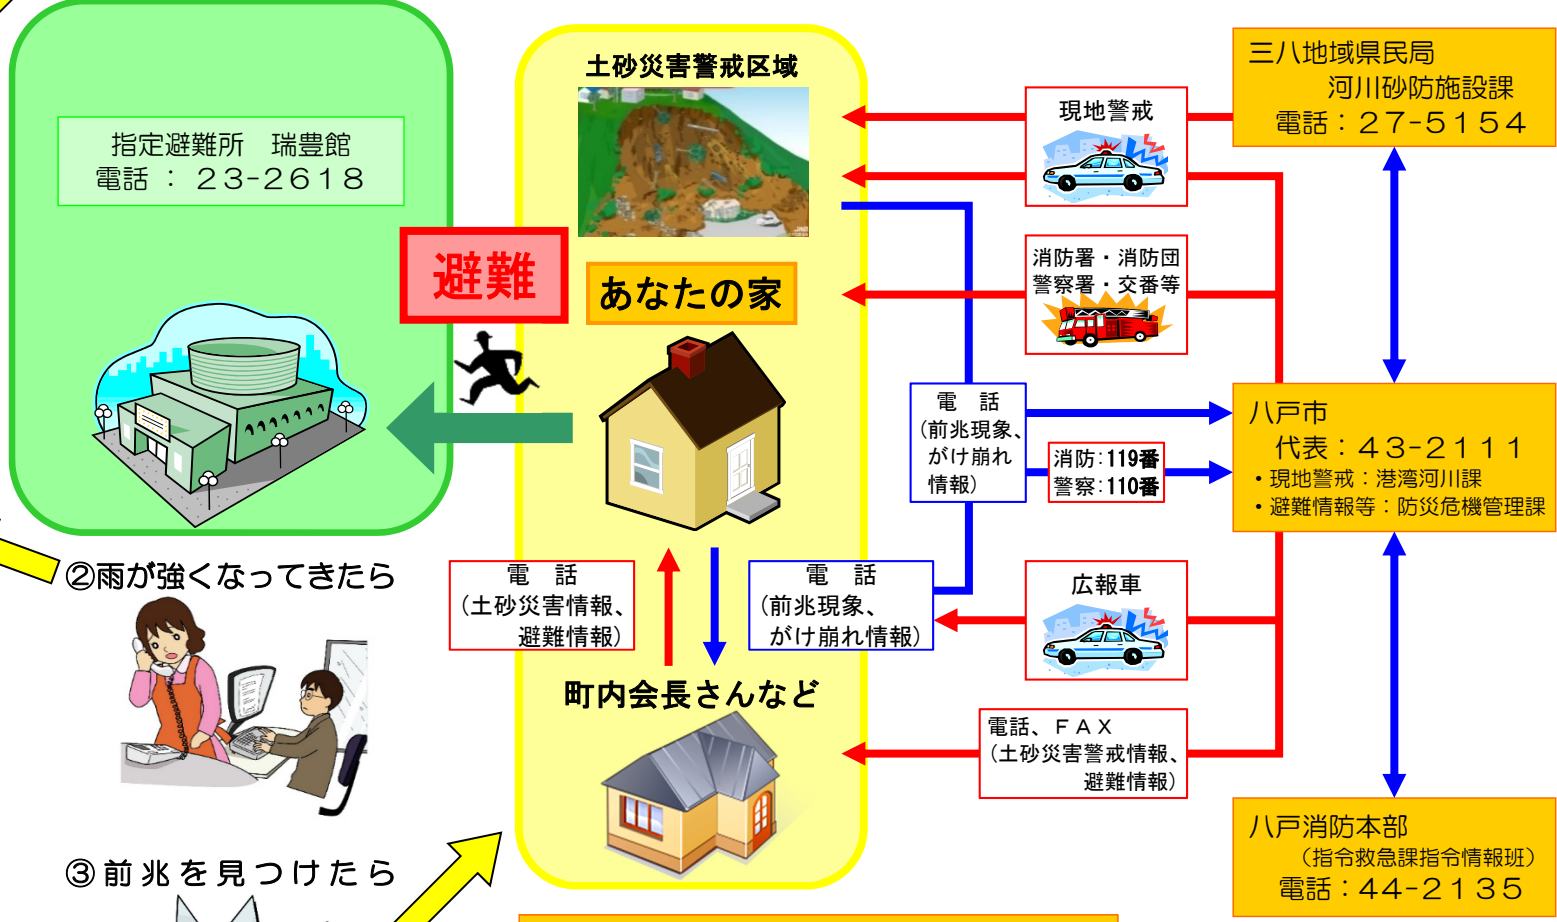 指定避難所　瑞豊館
電話 ： ２３-２６１８
避難
②雨が強くなってきたら
③前兆を見つけたら
土砂災害警戒区域
あなたの家
電　話
（土砂災害情報、
避難情報）
電　話
（前兆現象、
がけ崩れ情報）
町内会長さんなど
現地警戒
消防署・消防団
警察署・交番等
電　話
（前兆現象、
がけ崩れ
情報）
消防：119番
警察：110番
広報車
電話、ＦＡＸ
（土砂災害警戒情報、
避難情報）
三八地域県民局
河川砂防施設課
電話：２７-５１５４
八戸市
代表：４３-２１１１
・現地警戒：港湾河川課
・避難情報等：防災危機管理課
八戸消防本部
（指令救急課指令情報班）
電話：４４-２１３５